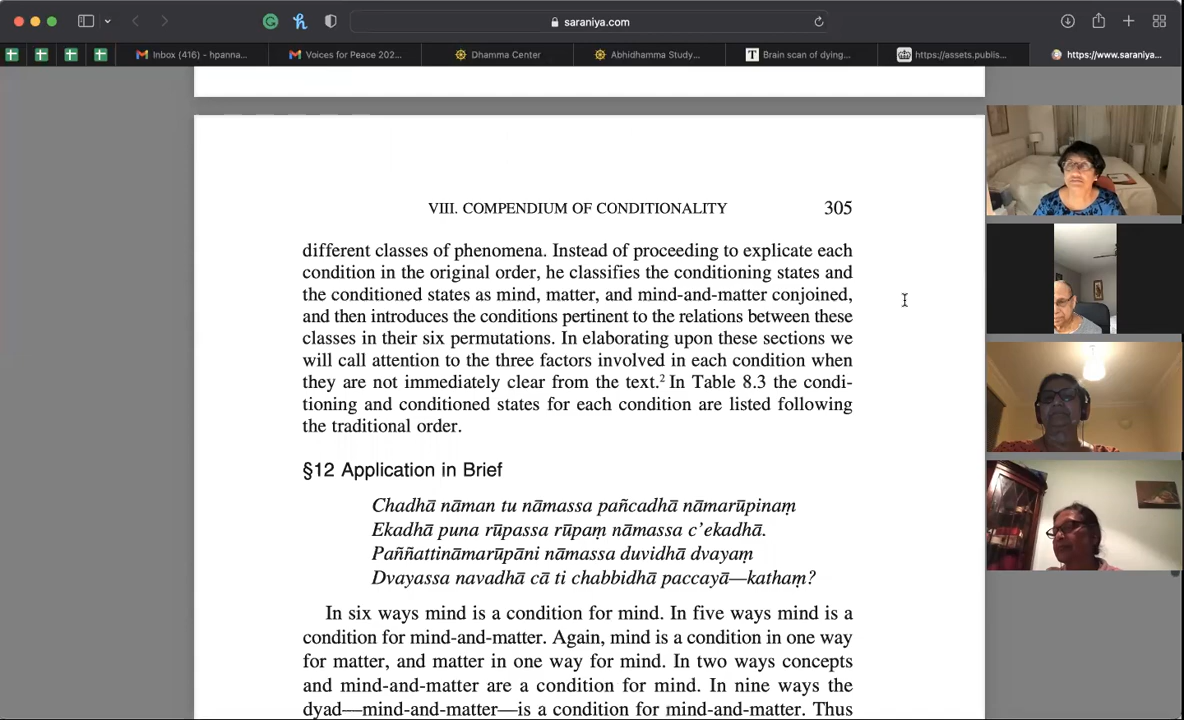 saraniya.com
Inbox (416) - hpanna...
Voices for Peace 202...
Dhamma Center
Abhidhamma Study...
Brain scan of dying...
https://assets.publis...
https://www.saraniya...
VIII. COMPENDIUM OF CONDITIONALITY 305
different classes of phenomena. Instead of proceeding to explicate each
condition in the original order, he classifies the conditioning states and
the conditioned states as mind, matter, and mind-and-matter conjoined,
and then introduces the conditions pertinent to the relations between these
classes in their six permutations. In elaborating upon these sections we
will call attention to the three factors involved in each condition when
they are not immediately clear from the text.² In Table 8.3 the condi-
tioning and conditioned states for each condition are listed following
the traditional order.
§12 Application in Brief
Chadhā nāman tu nāmassa pañcadhā nāmarūpinaṃ
Ekadhā puna rūpassa rūpaṃ nāmassa c’ekadhā.
Paññattināmarūpāni nāmassa duvidhā dvayaṃ
Dvayassa navadhā cā ti chabbidhā paccayā—kathaṃ?
In six ways mind is a condition for mind. In five ways mind is a
condition for mind-and-matter. Again, mind is a condition in one way
for matter, and matter in one way for mind. In two ways concepts
and mind-and-matter are a condition for mind. In nine ways the
dyad—mind-and-matter—is a condition for mind-and-matter. Thus